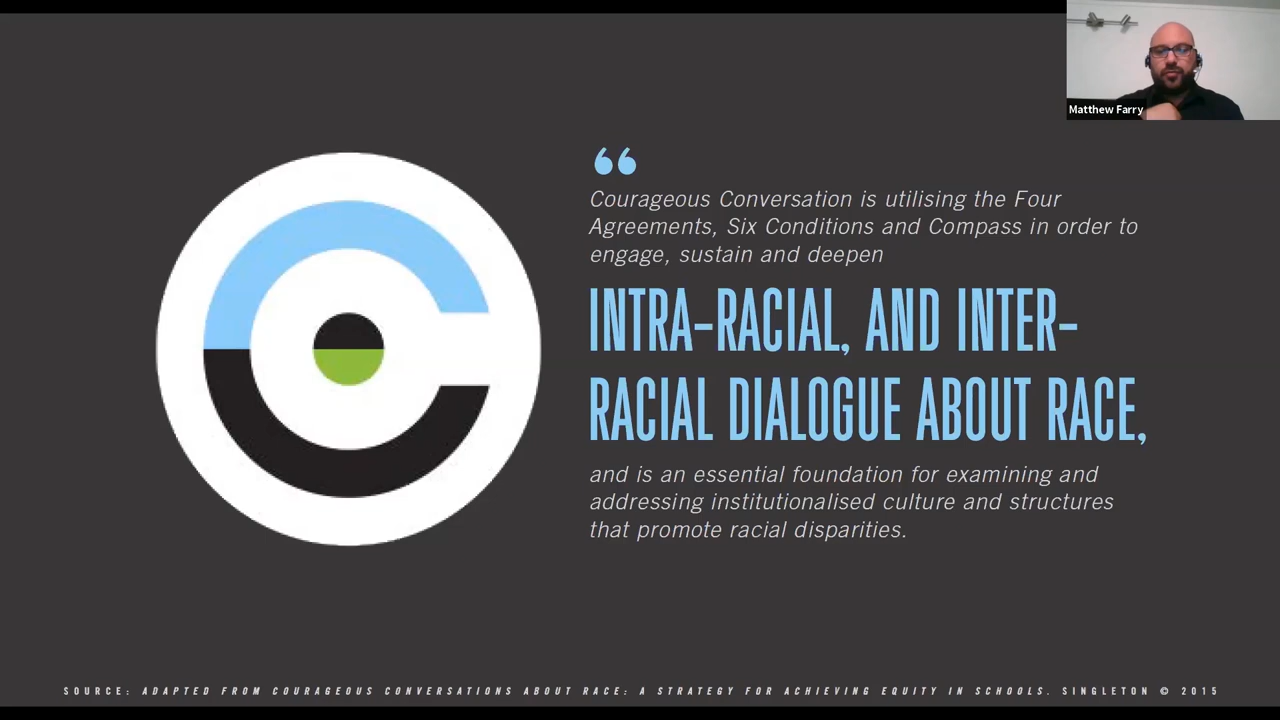 Matthew Farry
“
Courageous Conversation is utilising the Four
Agreements, Six Conditions and Compass in order to
engage, sustain and deepen
INTRA-RACIAL, AND INTER-
RACIAL DIALOGUE ABOUT RACE,
and is an essential foundation for examining and
addressing institutionalised culture and structures
that promote racial disparities.
SOURCE: ADAPTED FROM COURAGEOUS CONVERSATIONS ABOUT RACE: A STRATEGY FOR ACHIEVING EQUITY IN SCHOOLS. SINGLETON © 2015